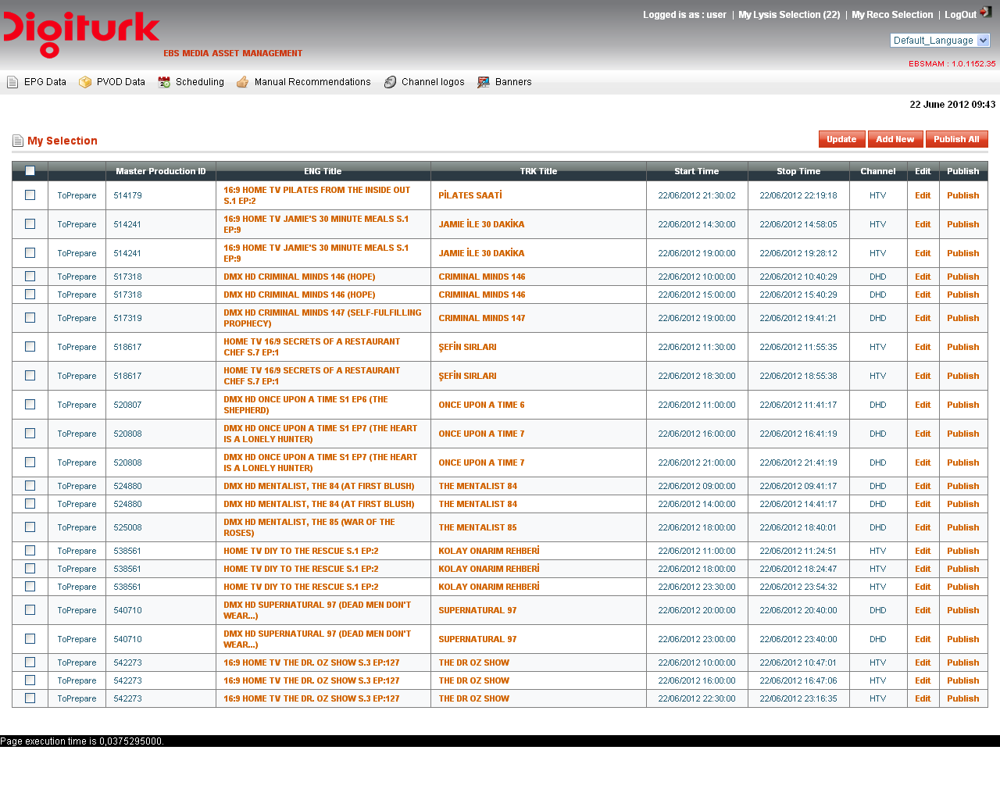 Digiturk
EBS MEDIA ASSET MANAGEMENT
Logged is as : user | My Lysis Selection (22) | My Reco Selection | LogOut
Default_Language
EBSMAM : 1.0.1152.35
EPG Data PVOD Data Scheduling Manual Recommendations Channel logos Banners
22 June 2012 09:43
My Selection Update Add New Publish All
Master Production ID ENG Title TRK Title Start Time Stop Time Channel Edit Publish
ToPrepare 514179 16:9 HOME TV PILATES FROM THE INSIDE OUT S.1 EP:2 PİLATES SAATİ 22/06/2012 21:30:02 22/06/2012 22:19:18 HTV Edit Publish
ToPrepare 514241 16:9 HOME TV JAMIE'S 30 MINUTE MEALS S.1 EP:9 JAMIE İLE 30 DAKİKA 22/06/2012 14:30:00 22/06/2012 14:58:05 HTV Edit Publish
ToPrepare 514241 16:9 HOME TV JAMIE'S 30 MINUTE MEALS S.1 EP:9 JAMIE İLE 30 DAKİKA 22/06/2012 19:00:00 22/06/2012 19:28:12 HTV Edit Publish
ToPrepare 517318 DMX HD CRIMINAL MINDS 146 (HOPE) CRIMINAL MINDS 146 22/06/2012 10:00:00 22/06/2012 10:40:29 DHD Edit Publish
ToPrepare 517318 DMX HD CRIMINAL MINDS 146 (HOPE) CRIMINAL MINDS 146 22/06/2012 15:00:00 22/06/2012 15:40:29 DHD Edit Publish
ToPrepare 517319 DMX HD CRIMINAL MINDS 147 (SELF-FULFILLING PROPHECY) CRIMINAL MINDS 147 22/06/2012 19:00:00 22/06/2012 19:41:21 DHD Edit Publish
ToPrepare 518617 HOME TV 16/9 SECRETS OF A RESTAURANT CHEF S.7 EP:1 ŞEFİN SIRLARI 22/06/2012 11:30:00 22/06/2012 11:55:35 HTV Edit Publish
ToPrepare 518617 HOME TV 16/9 SECRETS OF A RESTAURANT CHEF S.7 EP:1 ŞEFİN SIRLARI 22/06/2012 18:30:00 22/06/2012 18:55:38 HTV Edit Publish
ToPrepare 520807 DMX HD ONCE UPON A TIME S1 EP6 (THE SHEPHERD) ONCE UPON A TIME 6 22/06/2012 11:00:00 22/06/2012 11:41:17 DHD Edit Publish
ToPrepare 520808 DMX HD ONCE UPON A TIME S1 EP7 (THE HEART IS A LONELY HUNTER) ONCE UPON A TIME 7 22/06/2012 16:00:00 22/06/2012 16:41:19 DHD Edit Publish
ToPrepare 520808 DMX HD ONCE UPON A TIME S1 EP7 (THE HEART IS A LONELY HUNTER) ONCE UPON A TIME 7 22/06/2012 21:00:00 22/06/2012 21:41:19 DHD Edit Publish
ToPrepare 524880 DMX HD MENTALIST, THE 84 (AT FIRST BLUSH) THE MENTALIST 84 22/06/2012 09:00:00 22/06/2012 09:41:17 DHD Edit Publish
ToPrepare 524880 DMX HD MENTALIST, THE 84 (AT FIRST BLUSH) THE MENTALIST 84 22/06/2012 14:00:00 22/06/2012 14:41:17 DHD Edit Publish
ToPrepare 525008 DMX HD MENTALIST, THE 85 (WAR OF THE ROSES) THE MENTALIST 85 22/06/2012 18:00:00 22/06/2012 18:40:01 DHD Edit Publish
ToPrepare 538561 HOME TV DIY TO THE RESCUE S.1 EP:2 KOLAY ONARIM REHBERİ 22/06/2012 11:00:00 22/06/2012 11:24:51 HTV Edit Publish
ToPrepare 538561 HOME TV DIY TO THE RESCUE S.1 EP:2 KOLAY ONARIM REHBERİ 22/06/2012 18:00:00 22/06/2012 18:24:47 HTV Edit Publish
ToPrepare 538561 HOME TV DIY TO THE RESCUE S.1 EP:2 KOLAY ONARIM REHBERİ 22/06/2012 23:30:00 22/06/2012 23:54:32 HTV Edit Publish
ToPrepare 540710 DMX HD SUPERNATURAL 97 (DEAD MEN DON'T WEAR...) SUPERNATURAL 97 22/06/2012 20:00:00 22/06/2012 20:40:00 DHD Edit Publish
ToPrepare 540710 DMX HD SUPERNATURAL 97 (DEAD MEN DON'T WEAR...) SUPERNATURAL 97 22/06/2012 23:00:00 22/06/2012 23:40:00 DHD Edit Publish
ToPrepare 542273 16:9 HOME TV THE DR. OZ SHOW S.3 EP:127 THE DR OZ SHOW 22/06/2012 10:00:00 22/06/2012 10:47:01 HTV Edit Publish
ToPrepare 542273 16:9 HOME TV THE DR. OZ SHOW S.3 EP:127 THE DR OZ SHOW 22/06/2012 16:00:00 22/06/2012 16:47:06 HTV Edit Publish
ToPrepare 542273 16:9 HOME TV THE DR. OZ SHOW S.3 EP:127 THE DR OZ SHOW 22/06/2012 22:30:00 22/06/2012 23:16:35 HTV Edit Publish
Page execution time is 0,0375295000.